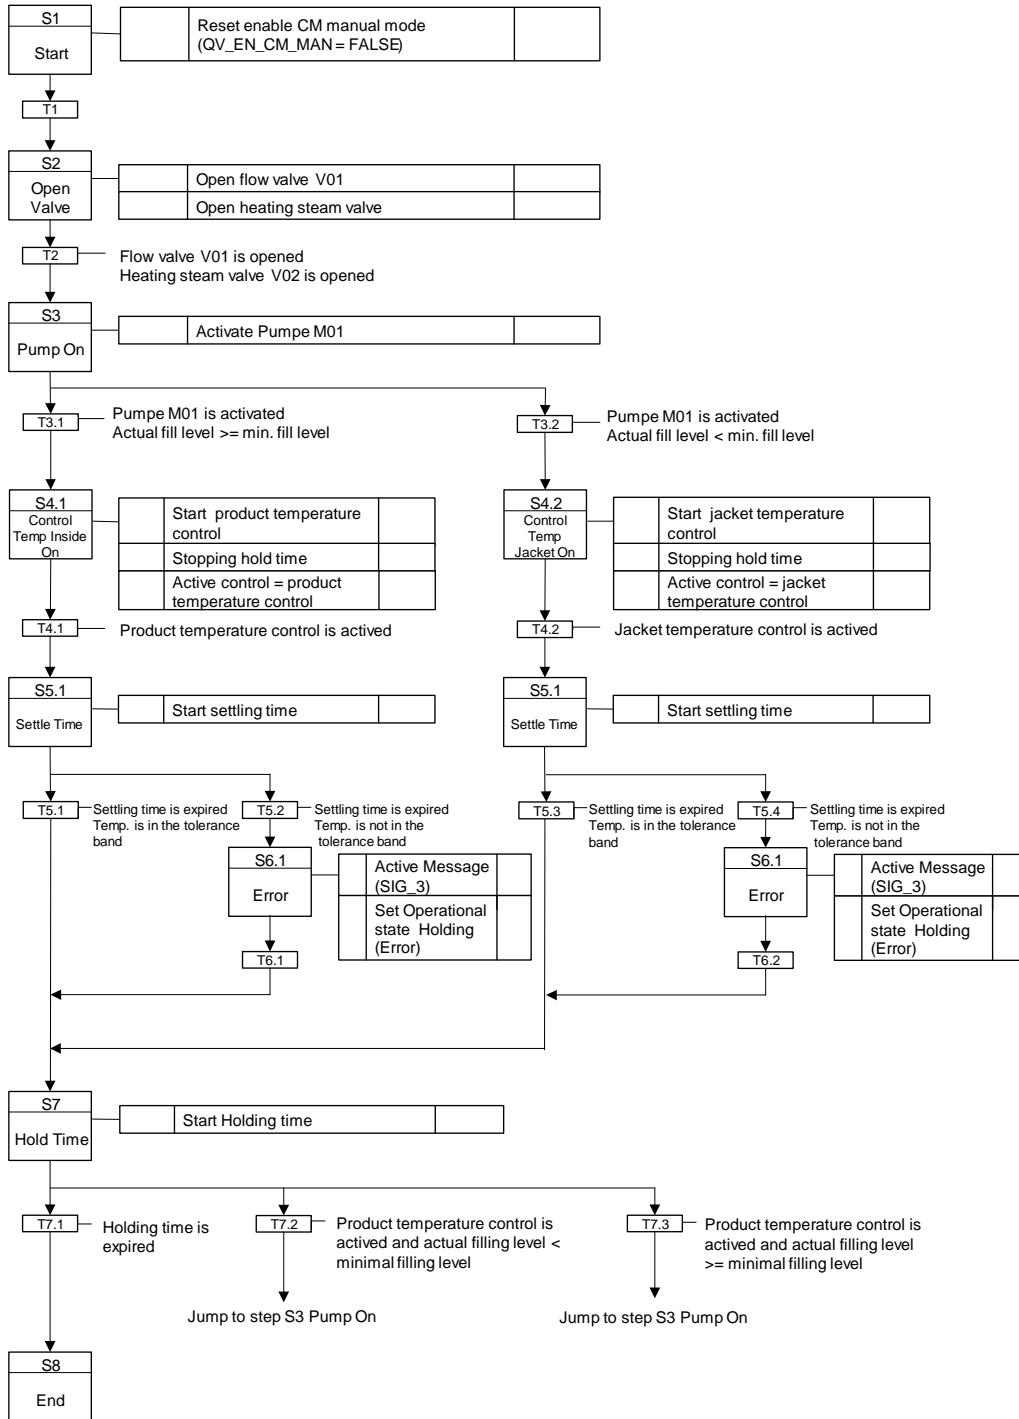 S1
Start
Reset enable CM manual mode
(QV_EN_CM_MAN = FALSE)
T1
S2
Open
Valve
Open flow valve V01
Open heating steam valve
T2
Flow valve V01 is opened
Heating steam valve V02 is opened
S3
Pump On
Activate Pumpe M01
T3.1
Pumpe M01 is activated
Actual fill level >= min. fill level
T3.2
Pumpe M01 is activated
Actual fill level < min. fill level
S4.1
Control
Temp Inside
On
Start product temperature
control
Stopping hold time
Active control = product
temperature control
S4.2
Control
Temp
Jacket On
Start jacket temperature
control
Stopping hold time
Active control = jacket
temperature control
T4.1
Product temperature control is actived
T4.2
Jacket temperature control is actived
S5.1
Settle Time
Start settling time
S5.1
Settle Time
Start settling time
T5.1
Settling time is expired
Temp. is in the tolerance
band
T5.2
Settling time is expired
Temp. is not in the
tolerance band
T5.3
Settling time is expired
Temp. is in the tolerance
band
T5.4
Settling time is expired
Temp. is not in the
tolerance band
S6.1
Error
Active Message
(SIG_3)
Set Operational
state Holding
(Error)
S6.1
Error
Active Message
(SIG_3)
Set Operational
state Holding
(Error)
T6.1
T6.2
S7
Hold Time
Start Holding time
T7.1
Holding time is
expired
T7.2
Product temperature control is
actived and actual filling level <
minimal filling level
T7.3
Product temperature control is
actived and actual filling level
>= minimal filling level
Jump to step S3 Pump On
Jump to step S3 Pump On
S8
End